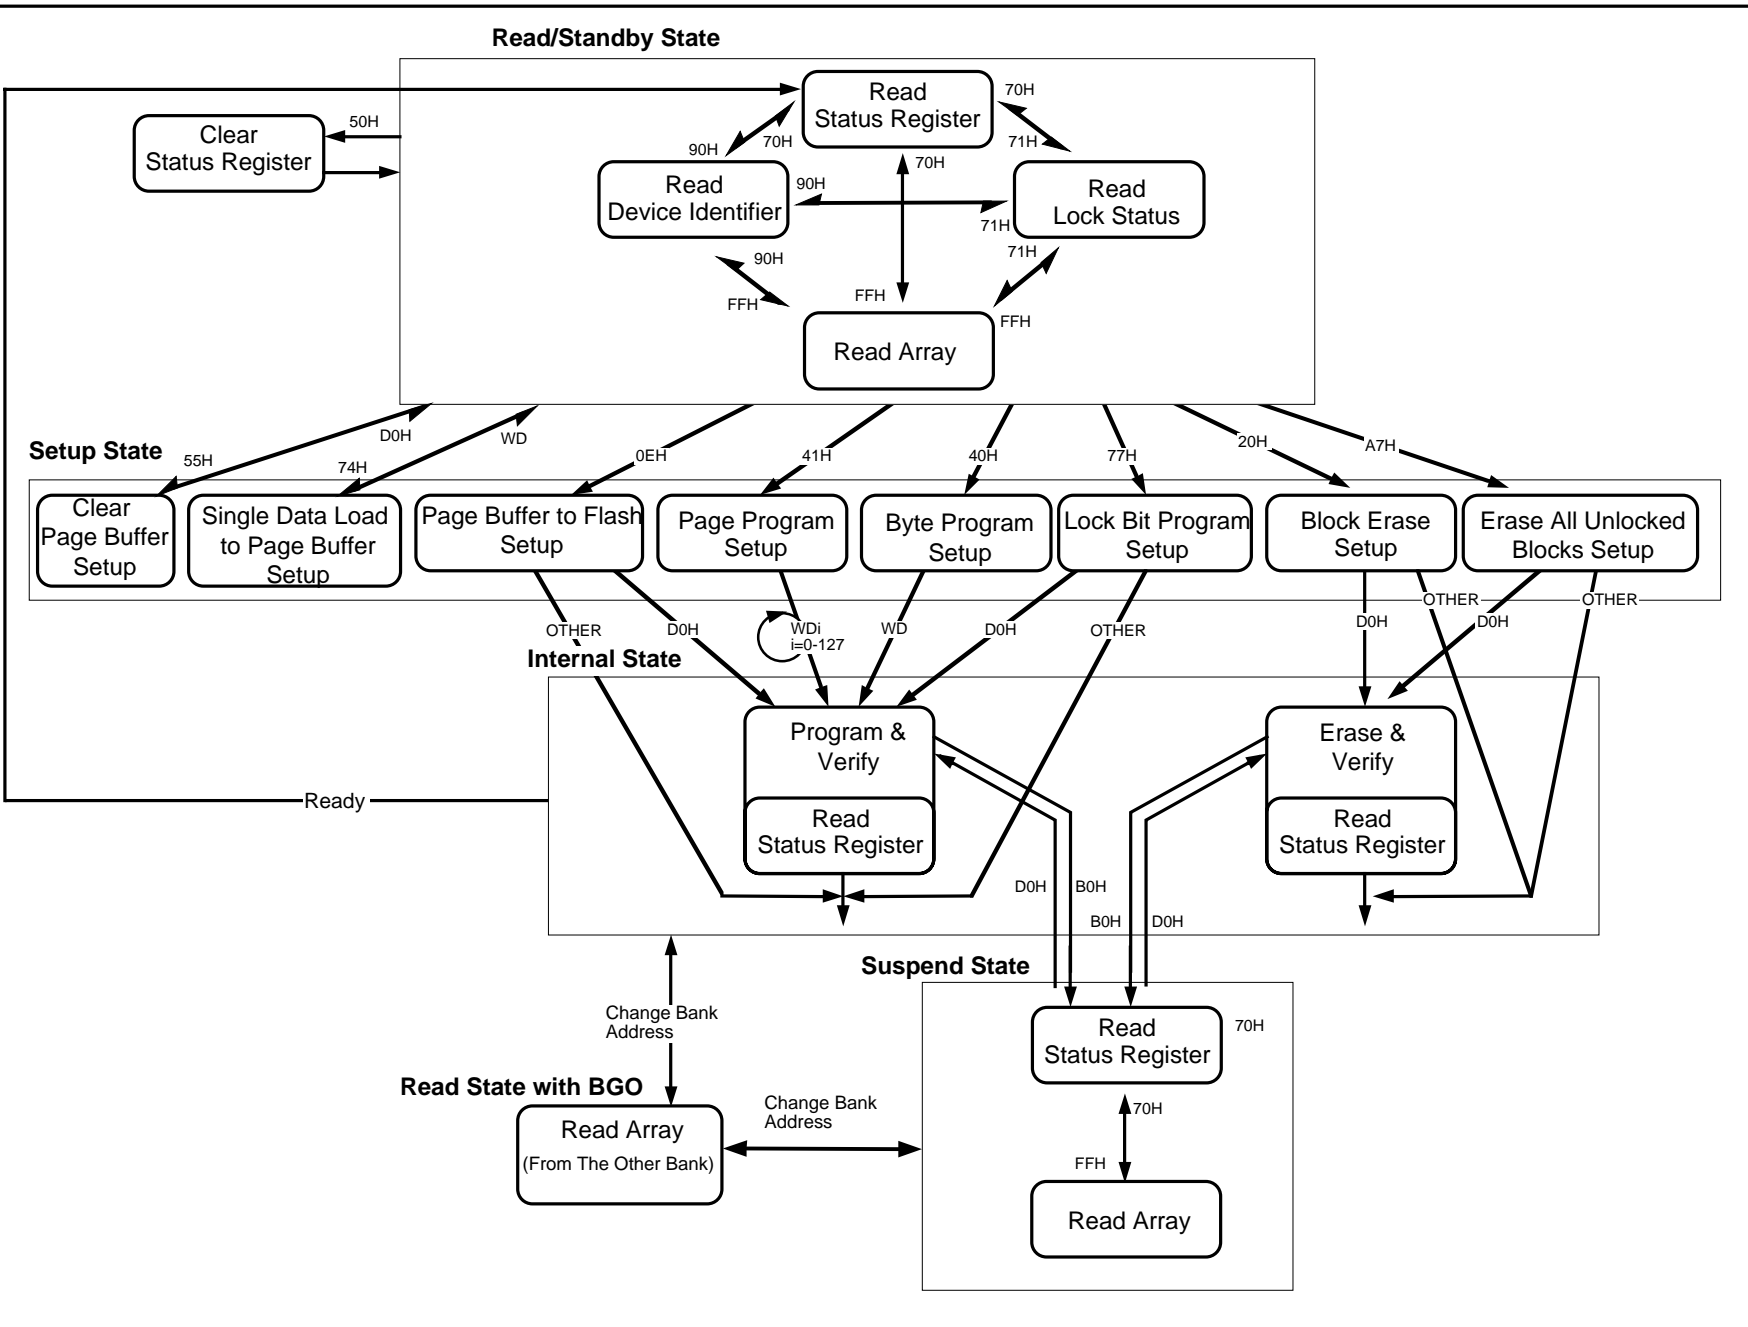 Read/Standby State
Read
Status Register
70H
Clear
Status Register
50H
90H
70H
71H
70H
Read
Device Identifier
90H
Read
Lock Status
71H
90H
71H
FFH
FFH
FFH
Read Array
Setup State
55H
D0H
74H
WD
0EH
41H
40H
77H
20H
A7H
Clear
Page Buffer
Setup
Single Data Load
to Page Buffer
Setup
Page Buffer to Flash
Setup
Page Program
Setup
Byte Program
Setup
Lock Bit Program
Setup
Block Erase
Setup
Erase All Unlocked
Blocks Setup
OTHER
D0H
WDi
i=0-127
WD
D0H
OTHER
D0H
OTHER
D0H
OTHER
Internal State
Program &
Verify
Read
Status Register
Erase &
Verify
Read
Status Register
Ready
D0H
B0H
B0H
D0H
Suspend State
Change Bank
Address
Read
Status Register
70H
Read State with BGO
Read Array
(From The Other Bank)
Change Bank
Address
70H
FFH
Read Array